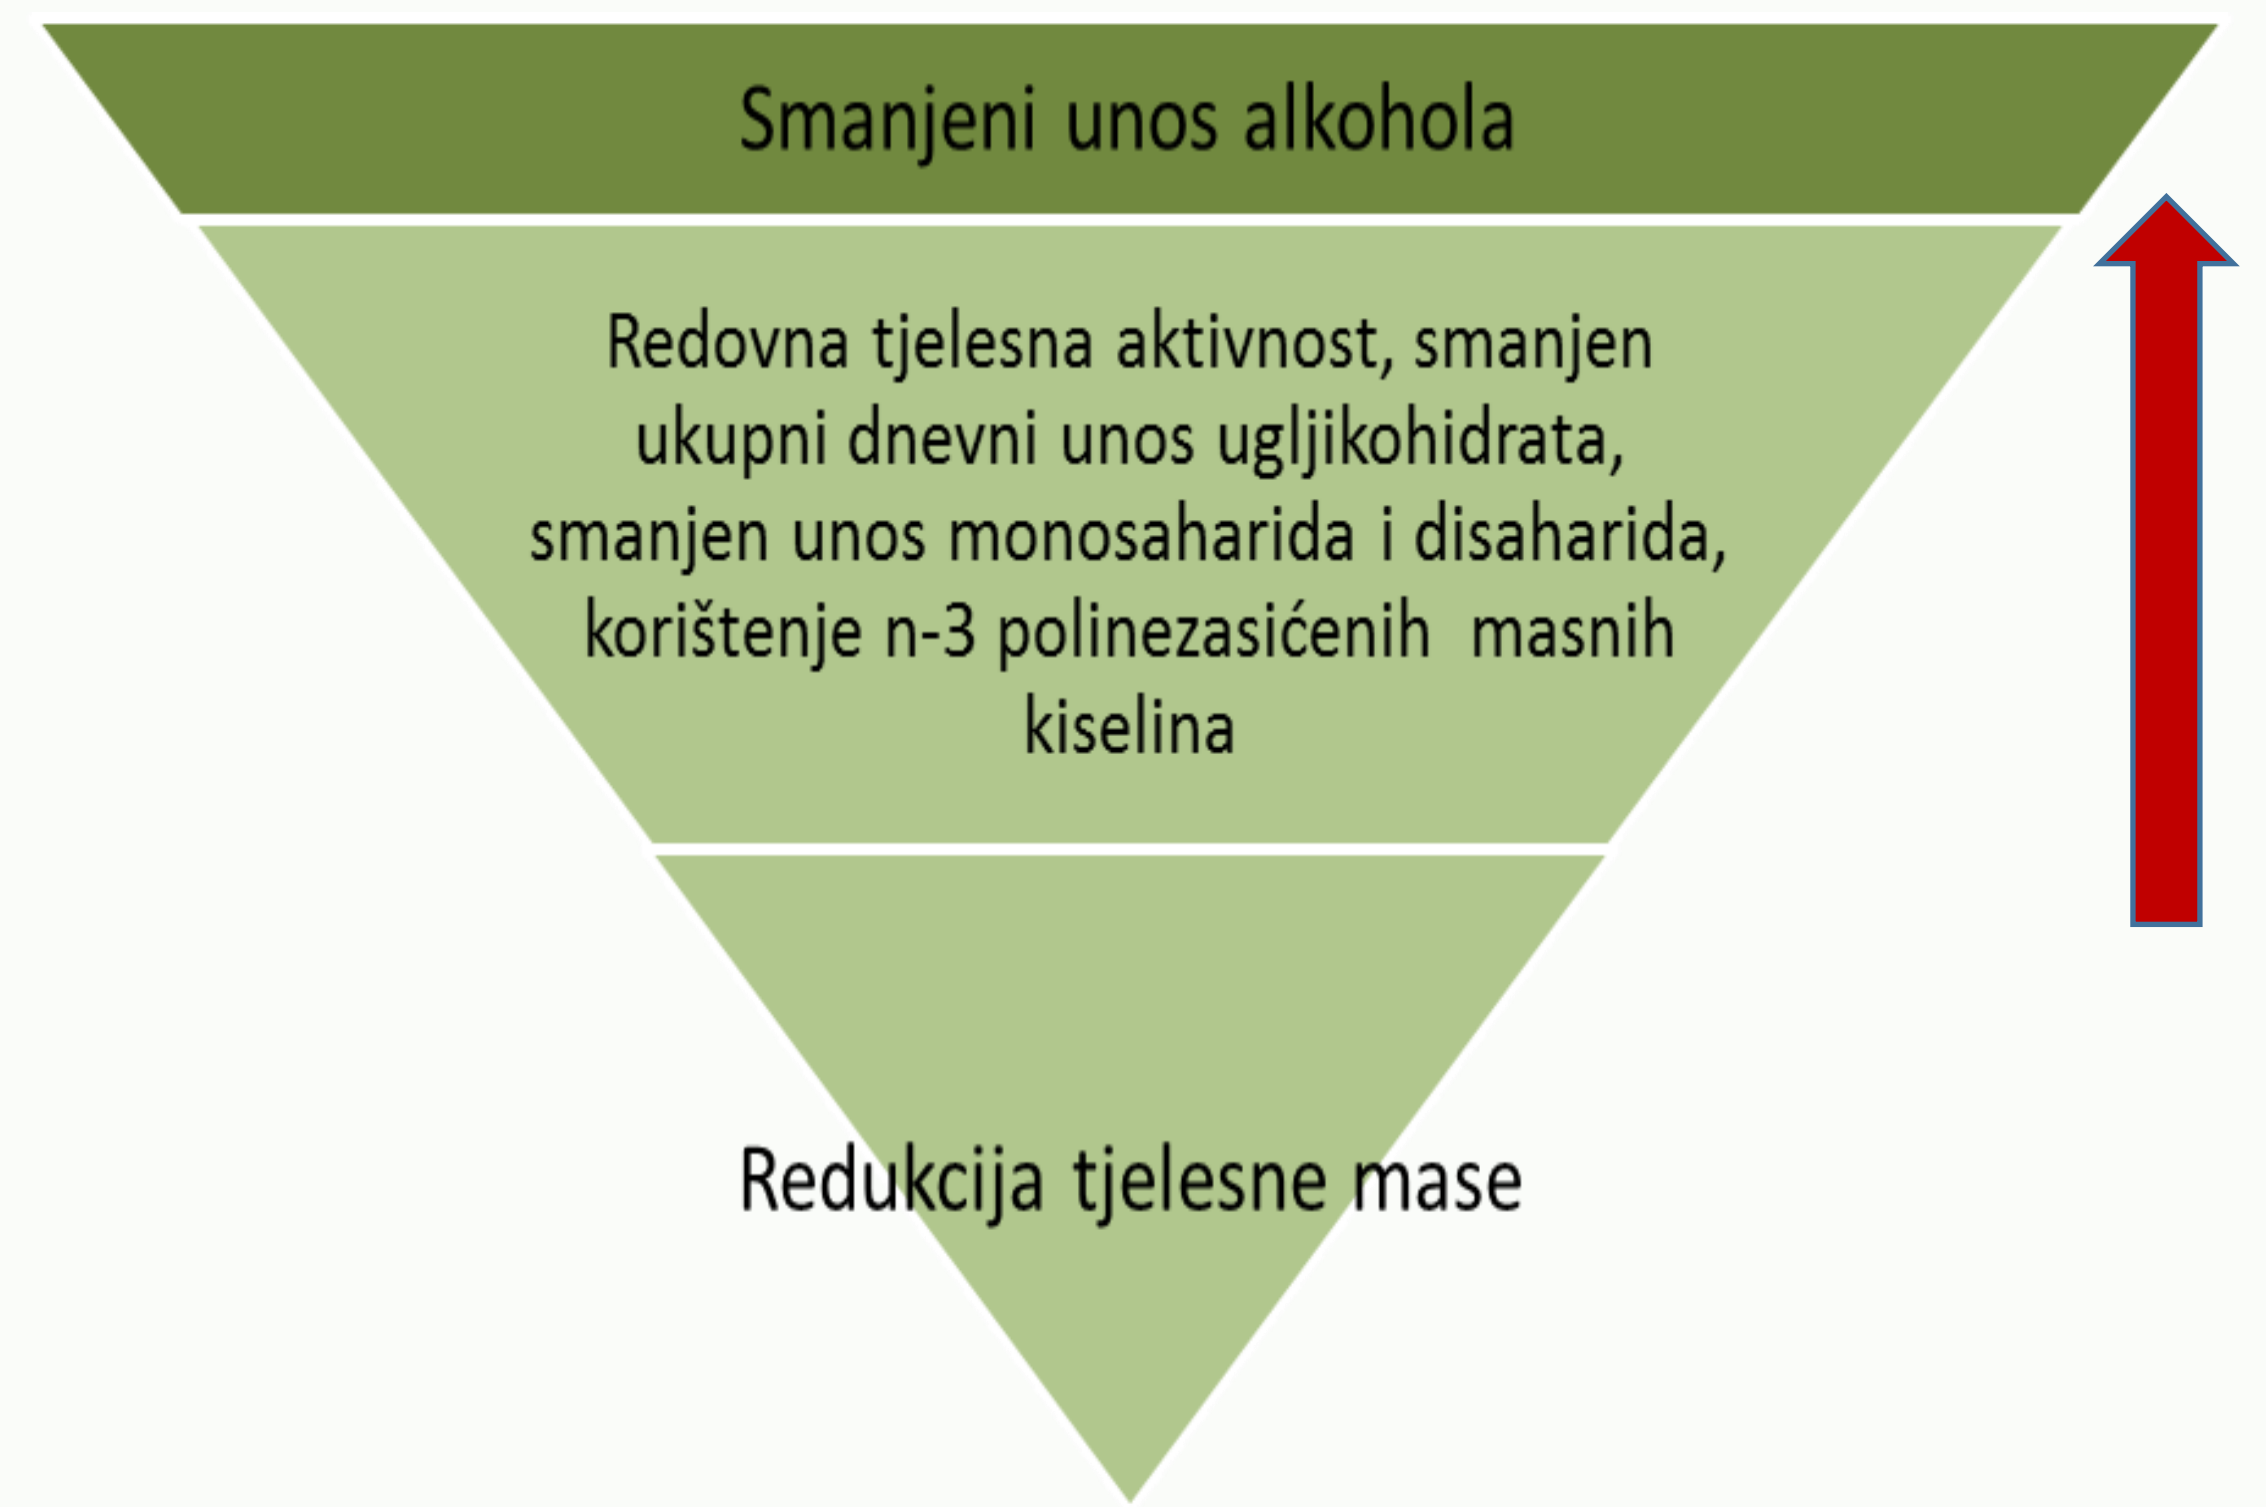 Smanjeni unos alkohola
Redovna tjelesna aktivnost, smanjen
ukupni dnevni unos ugljikohidrata,
smanjen unos monosaharida i disaharida,
korištenje n-3 polinezasićenih masnih
kiselina
Redukcija tjelesne mase